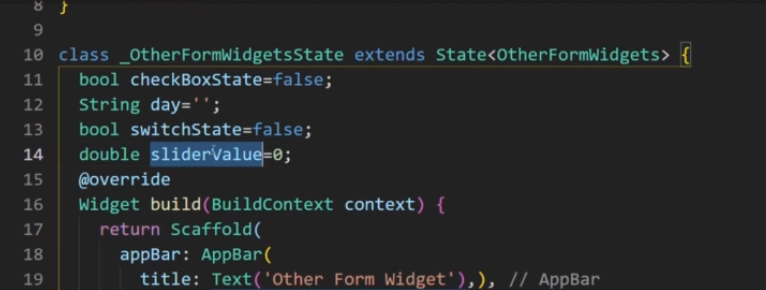 8 }
9
10 class _OtherFormWidgetsState extends State<OtherFormWidgets> {
11 bool checkBoxState=false;
12 String day='';
13 bool switchState=false;
14 double sliderValue=0;
15 @override
16 Widget build(BuildContext context) {
17 return Scaffold(
18 appBar: AppBar(
19 title: Text('Other Form Widget'),), // AppBar